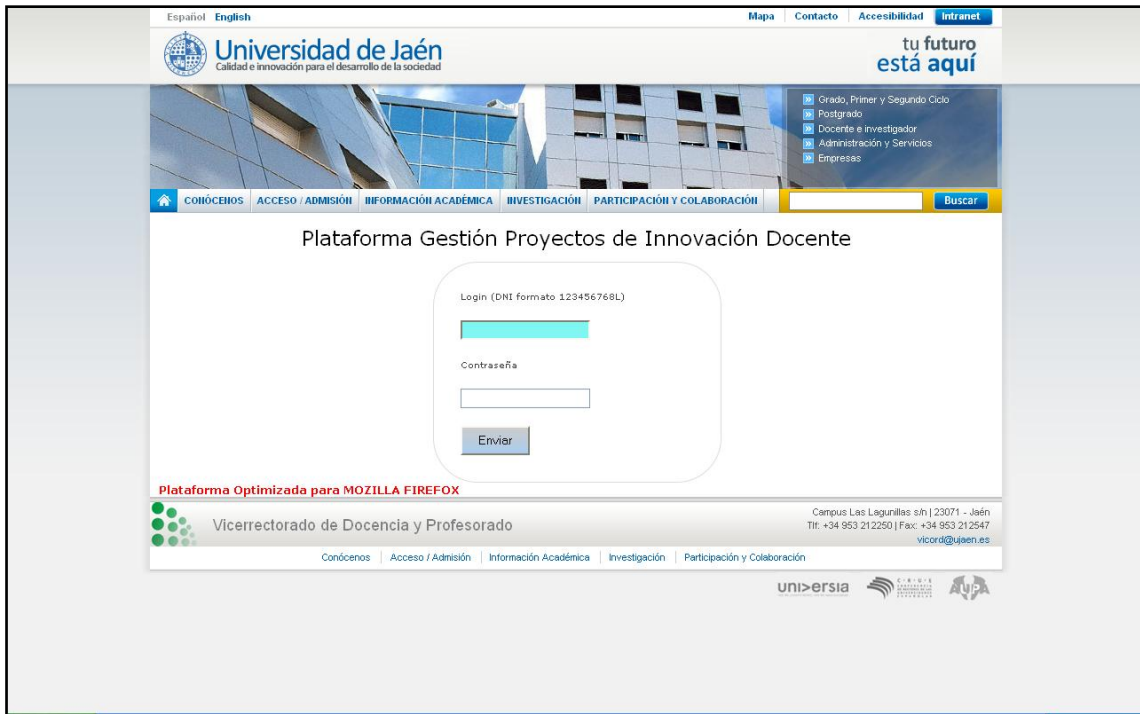 Español English
Mapa Contacto Accesibilidad Intranet
Universidad de Jaén
Calidad e innovación para el desarrollo de la sociedad
tu futuro
está aquí
Grado, Primer y Segundo Ciclo
Postgrado
Docente e investigador
Administración y Servicios
Empresas
CONÓCENOS ACCESO / ADMISIÓN INFORMACIÓN ACADÉMICA INVESTIGACIÓN PARTICIPACIÓN Y COLABORACIÓN Buscar
Plataforma Gestión Proyectos de Innovación Docente
Login (DNI formato 123456768L)
Contraseña
Enviar
Plataforma Optimizada para MOZILLA FIREFOX
Vicerrectorado de Docencia y Profesorado
Campus Las Lagunillas s/n | 23071 - Jaén
Tlf: +34 953 212250 | Fax: +34 953 212547
vicord@ujaen.es
Conócenos Acceso / Admisión Información Académica Investigación Participación y Colaboración
uni>ersia
AUPA